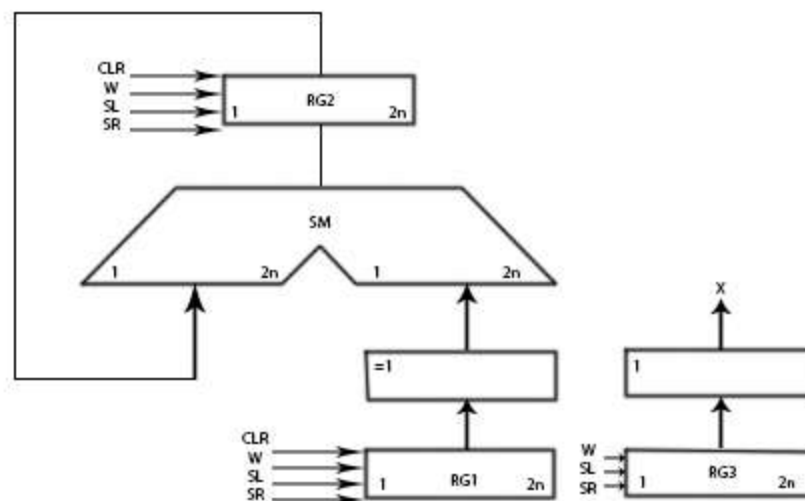 CLR
W
SL
SR
RG2
1 2n
SM
1 2n 1 2n
X
=1
1
CLR
W
SL
SR
1 RG1 2n
W
SL
SR
1 RG3 2n